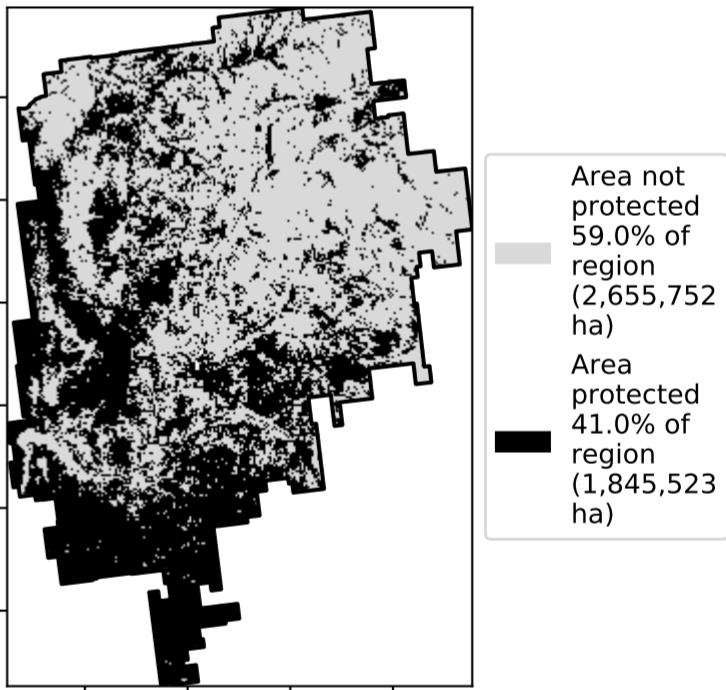 Area not
protected
59.0% of
region
(2,655,752
ha)
Area
protected
41.0% of
region
(1,845,523
ha)